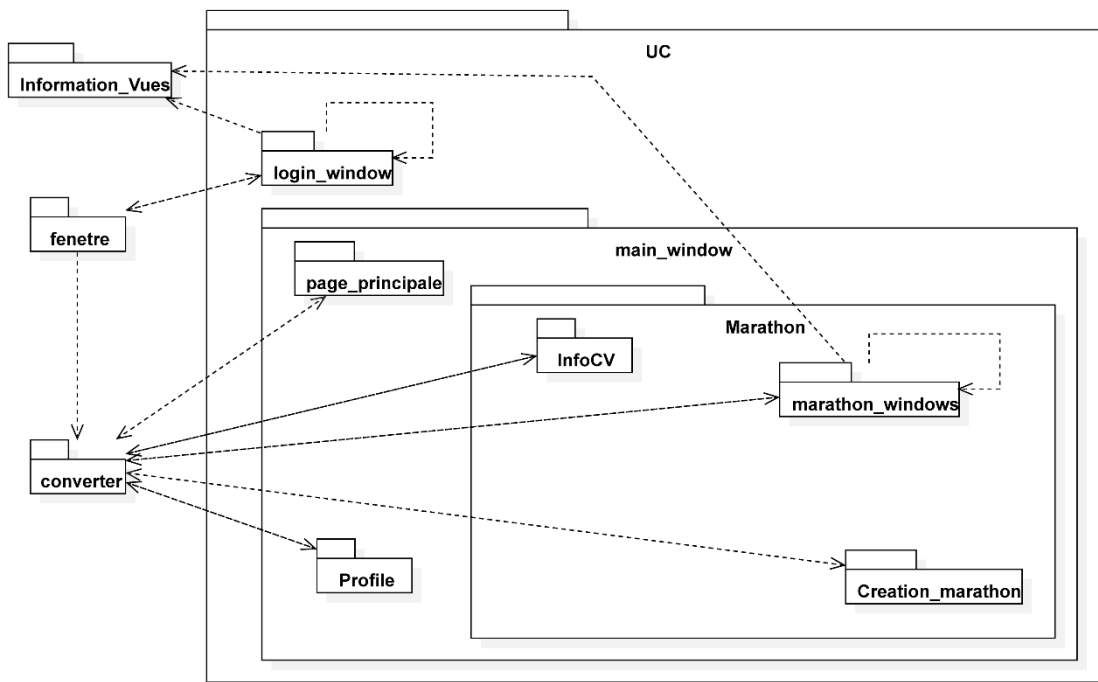 UC
Information_Vues
login_window
fenetre
main_window
page_principale
Marathon
InfoCV
marathon_windows
converter
Profile
Creation_marathon